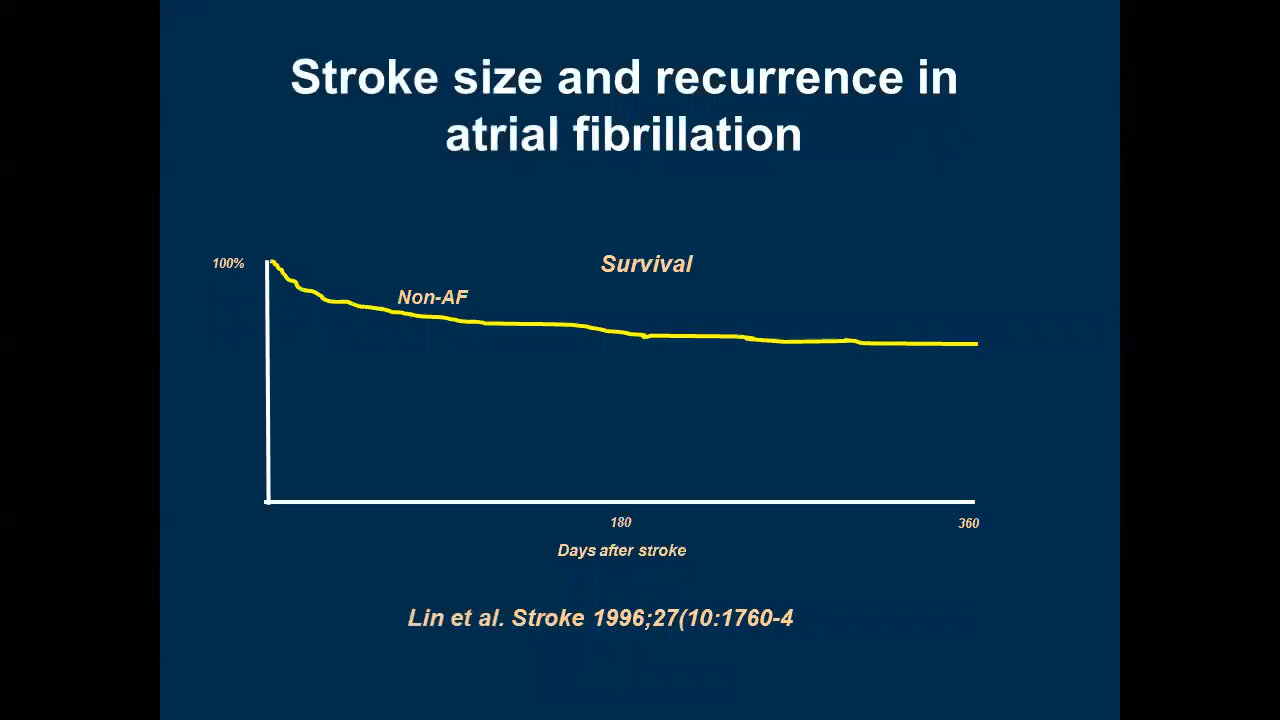 Stroke size and recurrence in
atrial fibrillation
100%
Survival
Non-AF
180
360
Days after stroke
Lin et al. Stroke 1996;27(10:1760-4